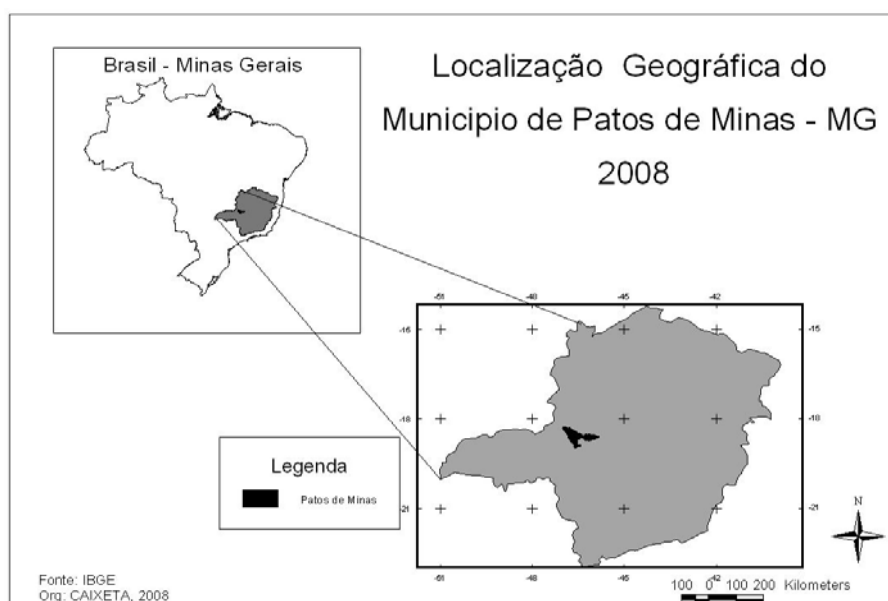 Brasil - Minas Gerais
Localização Geográfica do
Municipio de Patos de Minas - MG
2008
-51 -48 -45 -42
-15 -15
-18 -18
-21 -21
-51 -48 -45 -42
Legenda
Patos de Minas
N
100 0 100 200 Kilometers
Fonte: IBGE
Org: CAIXETA, 2008